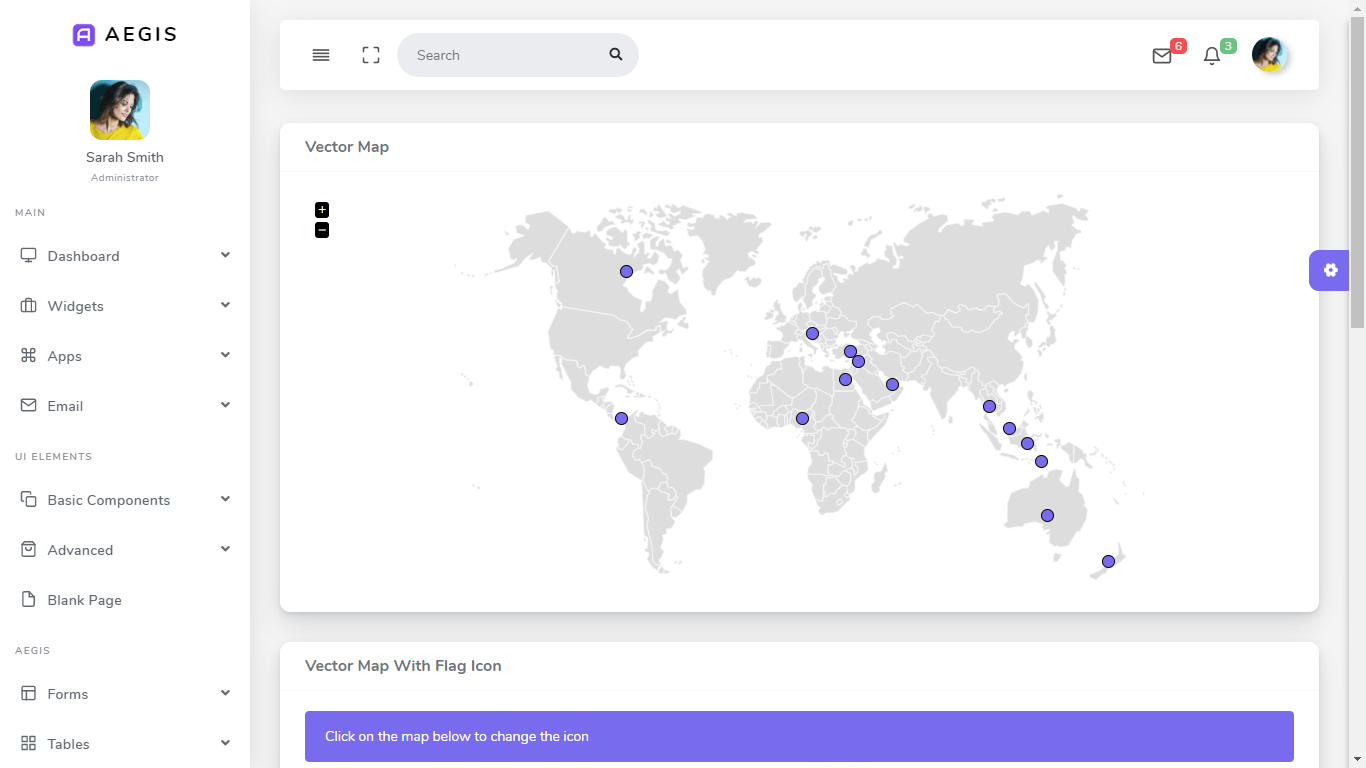 AEGIS
Sarah Smith
Administrator
MAIN
Dashboard
Widgets
Apps
Email
UI ELEMENTS
Basic Components
Advanced
Blank Page
AEGIS
Forms
Tables
Search
6
3
Vector Map
+
−
Vector Map With Flag Icon
Click on the map below to change the icon